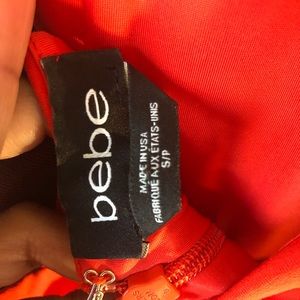 bebe
MADE IN USA
FABRIQUÉ AUX ÉTATS-UNIS
S/P